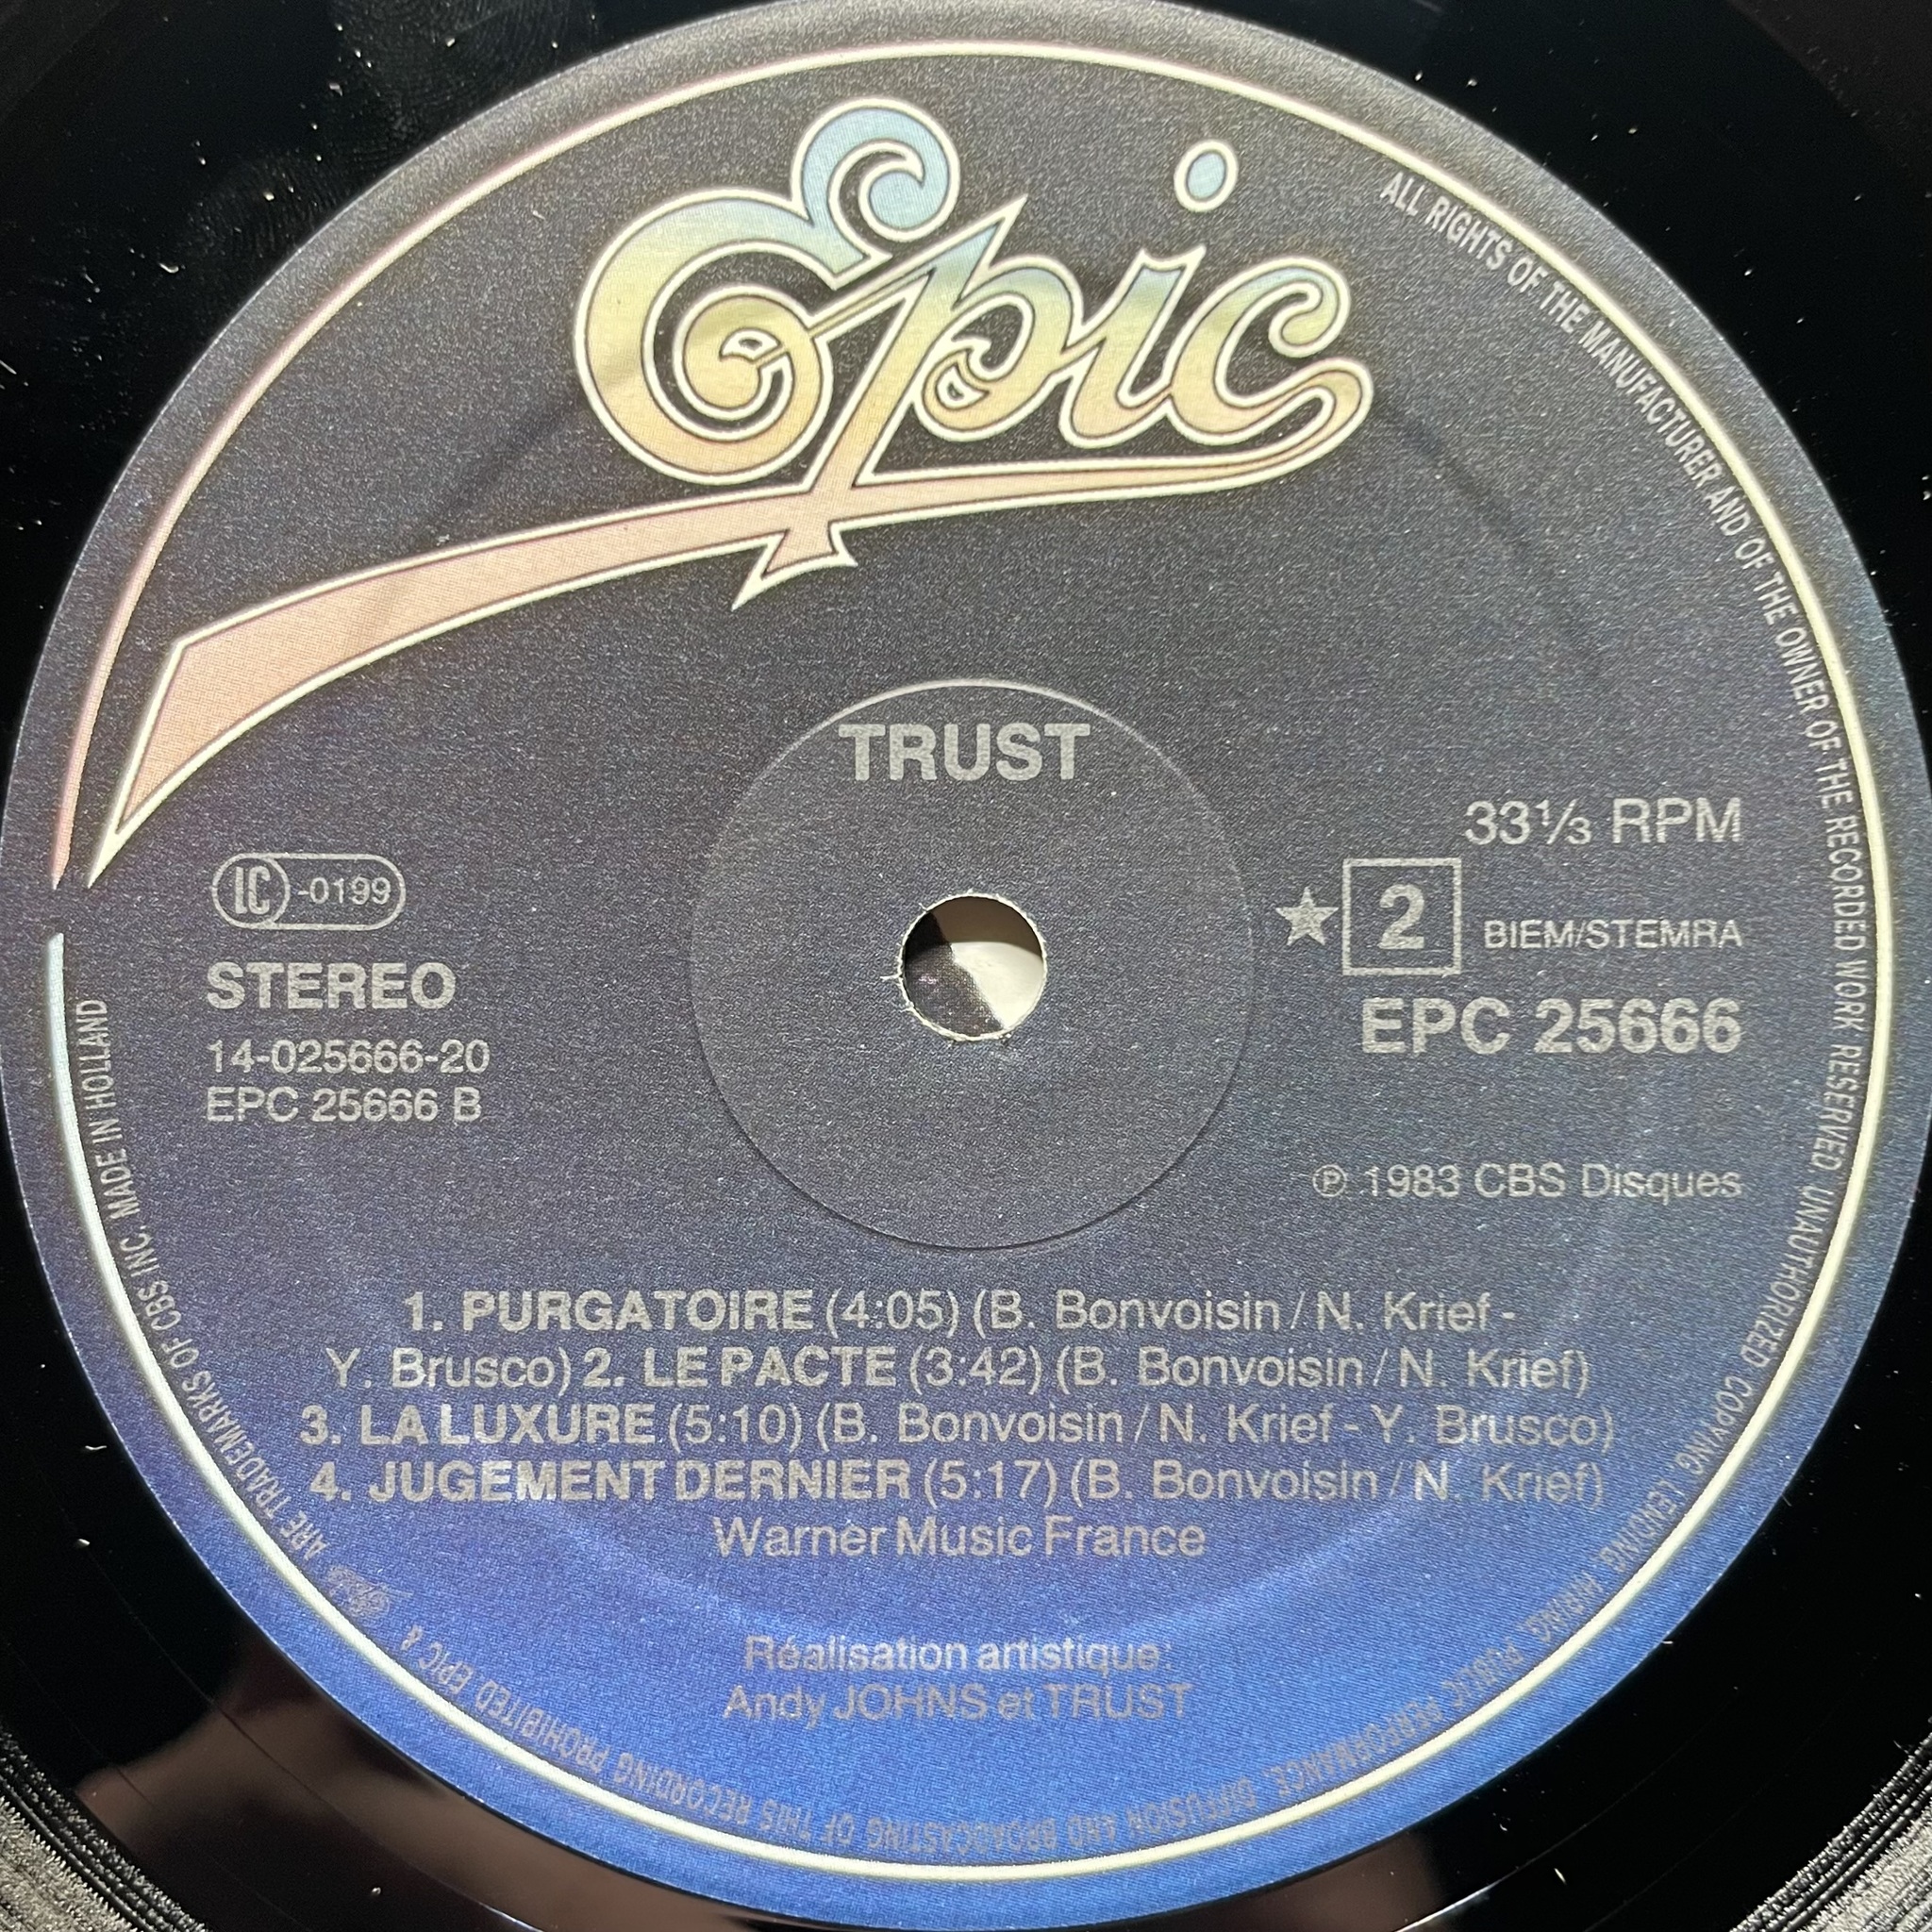 Epic
TRUST
33⅓ RPM
LC -0199
★ 2 BIEM/STEMRA
STEREO
EPC 25666
14-025666-20
EPC 25666 B
℗ 1983 CBS Disques
1. PURGATOIRE (4:05) (B. Bonvoisin / N. Krief -
Y. Brusco) 2. LE PACTE (3:42) (B. Bonvoisin / N. Krief)
3. LA LUXURE (5:10) (B. Bonvoisin / N. Krief - Y. Brusco)
4. JUGEMENT DERNIER (5:17) (B. Bonvoisin / N. Krief)
Warner Music France
Réalisation artistique:
Andy JOHNS et TRUST
ALL RIGHTS OF THE MANUFACTURER AND OF THE OWNER OF THE RECORDED WORK RESERVED. UNAUTHORIZED COPYING, LENDING, HIRING, PUBLIC PERFORMANCE, DIFFUSION AND BROADCASTING OF THIS RECORDING PROHIBITED. EPIC & Epic ARE TRADEMARKS OF CBS INC. MADE IN HOLLAND